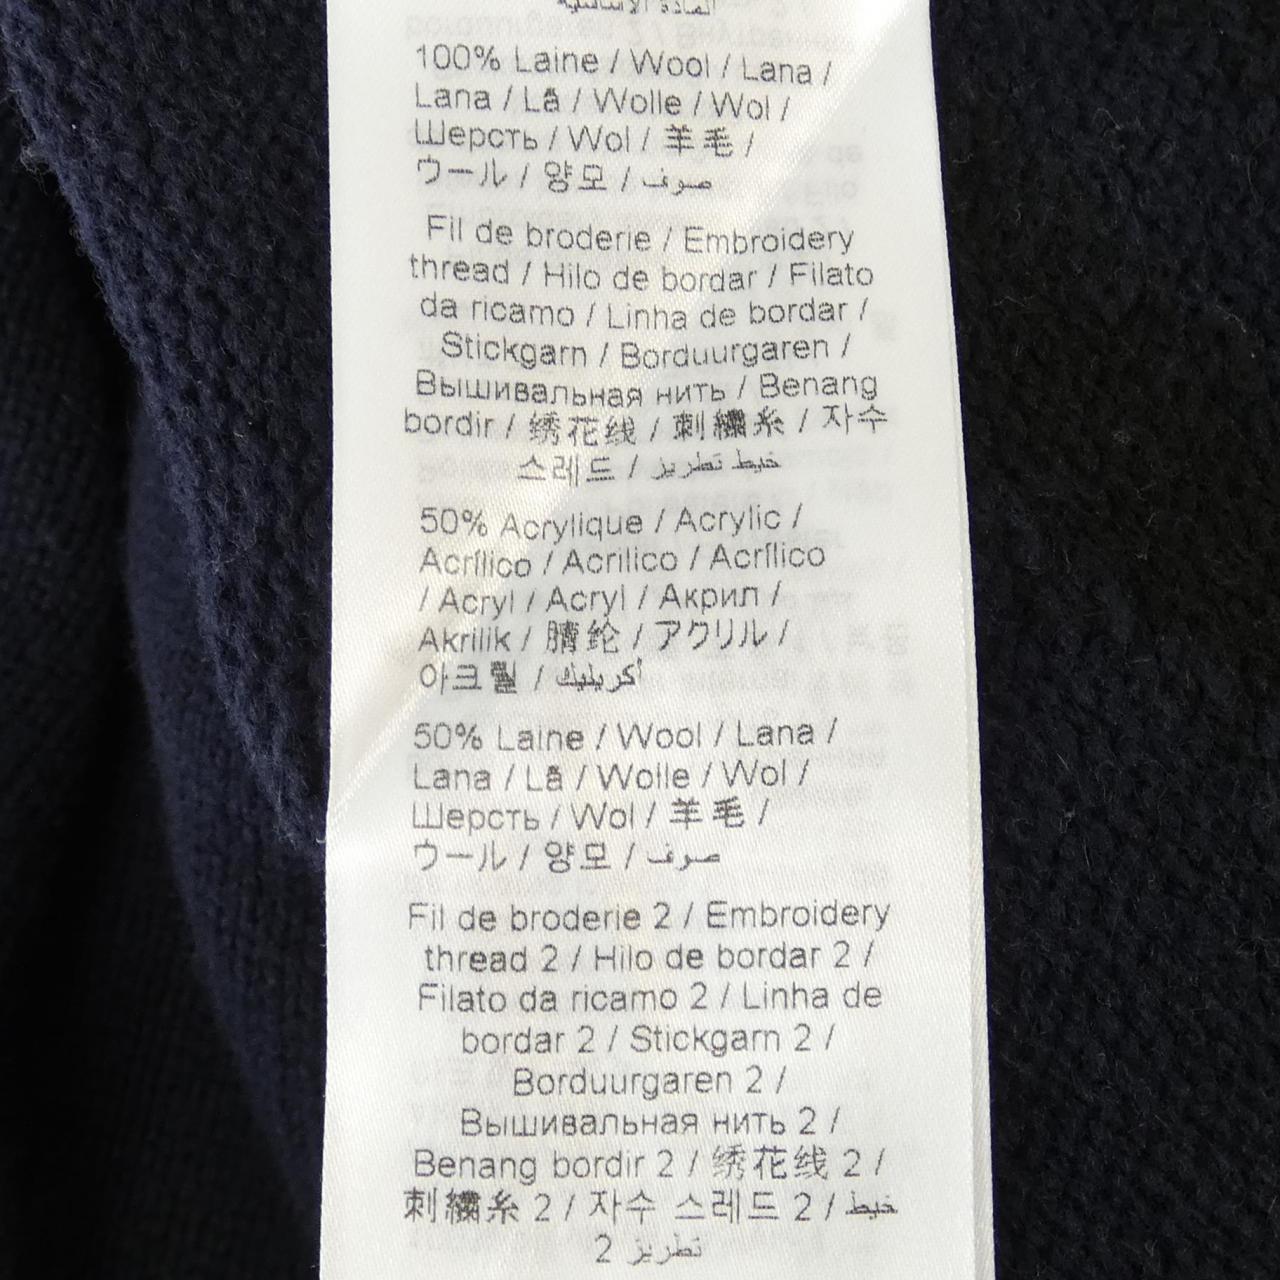 المادة الأساسية
100% Laine / Wool / Lana /
Lana / Lã / Wolle / Wol /
Шерсть / Wol / 羊毛 /
ウール / 양모 / صوف
Fil de broderie / Embroidery
thread / Hilo de bordar / Filato
da ricamo / Linha de bordar /
Stickgarn / Borduurgaren /
Вышивальная нить / Benang
bordir / 绣花线 / 刺繍糸 / 자수
스레드 / خيط تطريز
50% Acrylique / Acrylic /
Acrílico / Acrilico / Acrílico
/ Acryl / Acryl / Акрил /
Akrilik / 腈纶 / アクリル /
아크릴 / أكريليك
50% Laine / Wool / Lana /
Lana / Lã / Wolle / Wol /
Шерсть / Wol / 羊毛 /
ウール / 양모 / صوف
Fil de broderie 2 / Embroidery
thread 2 / Hilo de bordar 2 /
Filato da ricamo 2 / Linha de
bordar 2 / Stickgarn 2 /
Borduurgaren 2 /
Вышивальная нить 2 /
Benang bordir 2 / 绣花线 2 /
刺繍糸 2 / 자수 스레드 2 / خيط
تطريز 2